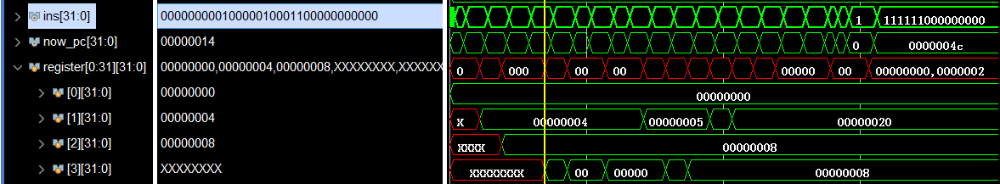 ins[31:0] 00000000010000010001100000000000 1 111111000000000
now_pc[31:0] 00000014 0 0000004c
register[0:31][31:0] 00000000,00000004,00000008,XXXXXXXX,XXXXXX 0 000 00 00 00000 00 00000000,0000002
[0][31:0] 00000000 00000000
[1][31:0] 00000004 X 00000004 00000005 00000020
[2][31:0] 00000008 XXXX 00000008
[3][31:0] XXXXXXXX XXXXXXXX 00 00000 00000008